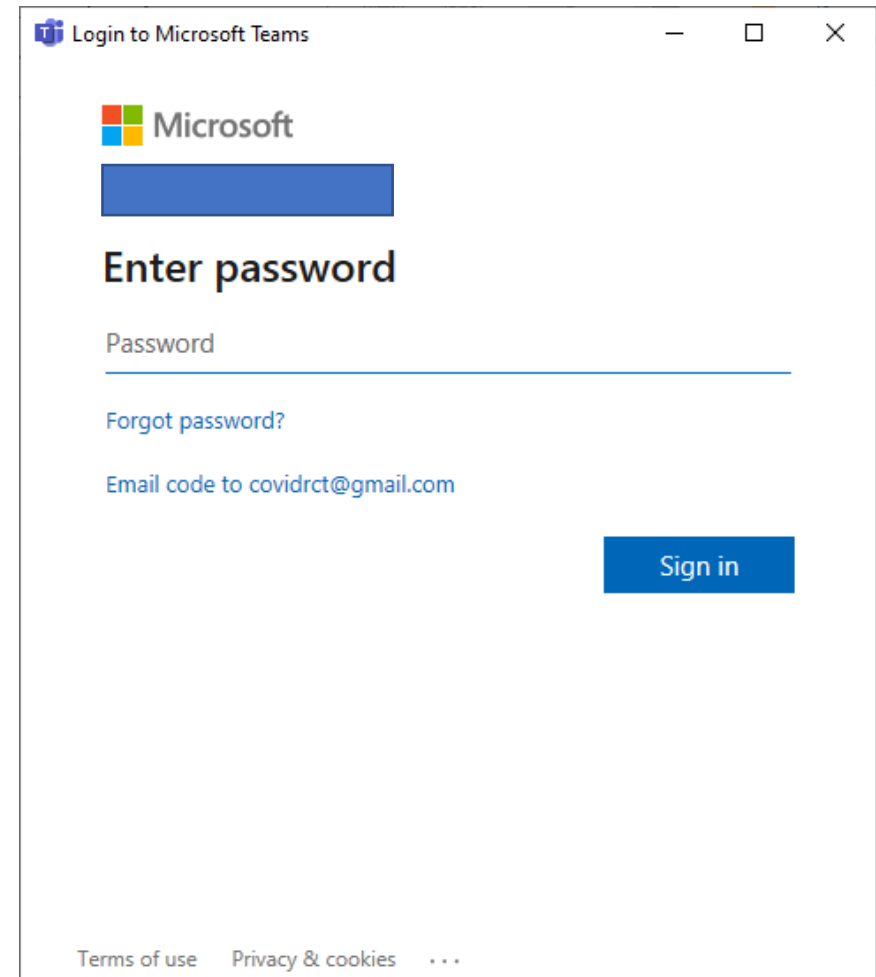 Login to Microsoft Teams
Microsoft
Enter password
Password
Forgot password?
Email code to covidrct@gmail.com
Sign in
Terms of use Privacy & cookies ...